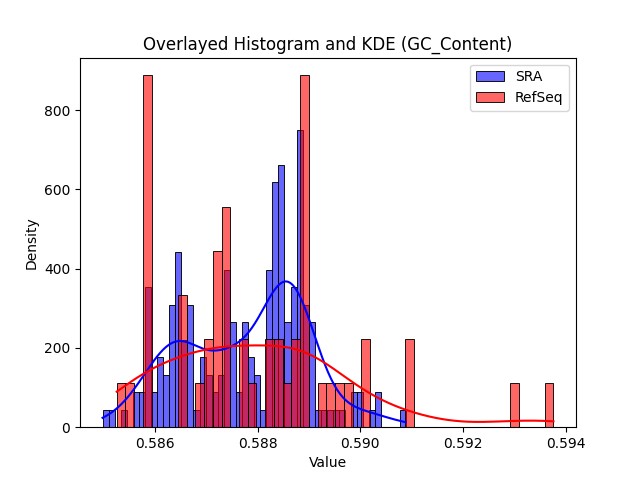 Overlayed Histogram and KDE (GC_Content)
SRA
RefSeq
Density
800
600
400
200
0
0.586 0.588 0.590 0.592 0.594
Value